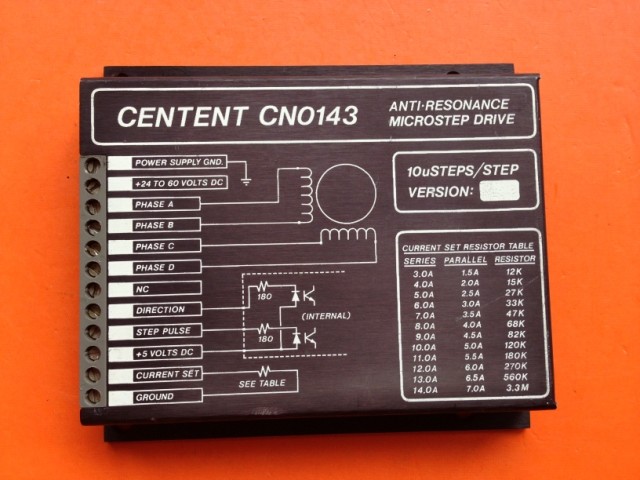 CENTENT CNO143
ANTI-RESONANCE
MICROSTEP DRIVE
POWER SUPPLY GND.
+24 TO 60 VOLTS DC
PHASE A
PHASE B
PHASE C
PHASE D
NC
DIRECTION
STEP PULSE
+5 VOLTS DC
CURRENT SET
GROUND
180
180
(INTERNAL)
SEE TABLE
10uSTEPS/STEP
VERSION:
CURRENT SET RESISTOR TABLE
SERIES PARALLEL RESISTOR
3.0A 1.5A 12K
4.0A 2.0A 15K
5.0A 2.5A 27K
6.0A 3.0A 33K
7.0A 3.5A 47K
8.0A 4.0A 68K
9.0A 4.5A 82K
10.0A 5.0A 120K
11.0A 5.5A 180K
12.0A 6.0A 270K
13.0A 6.5A 560K
14.0A 7.0A 3.3M